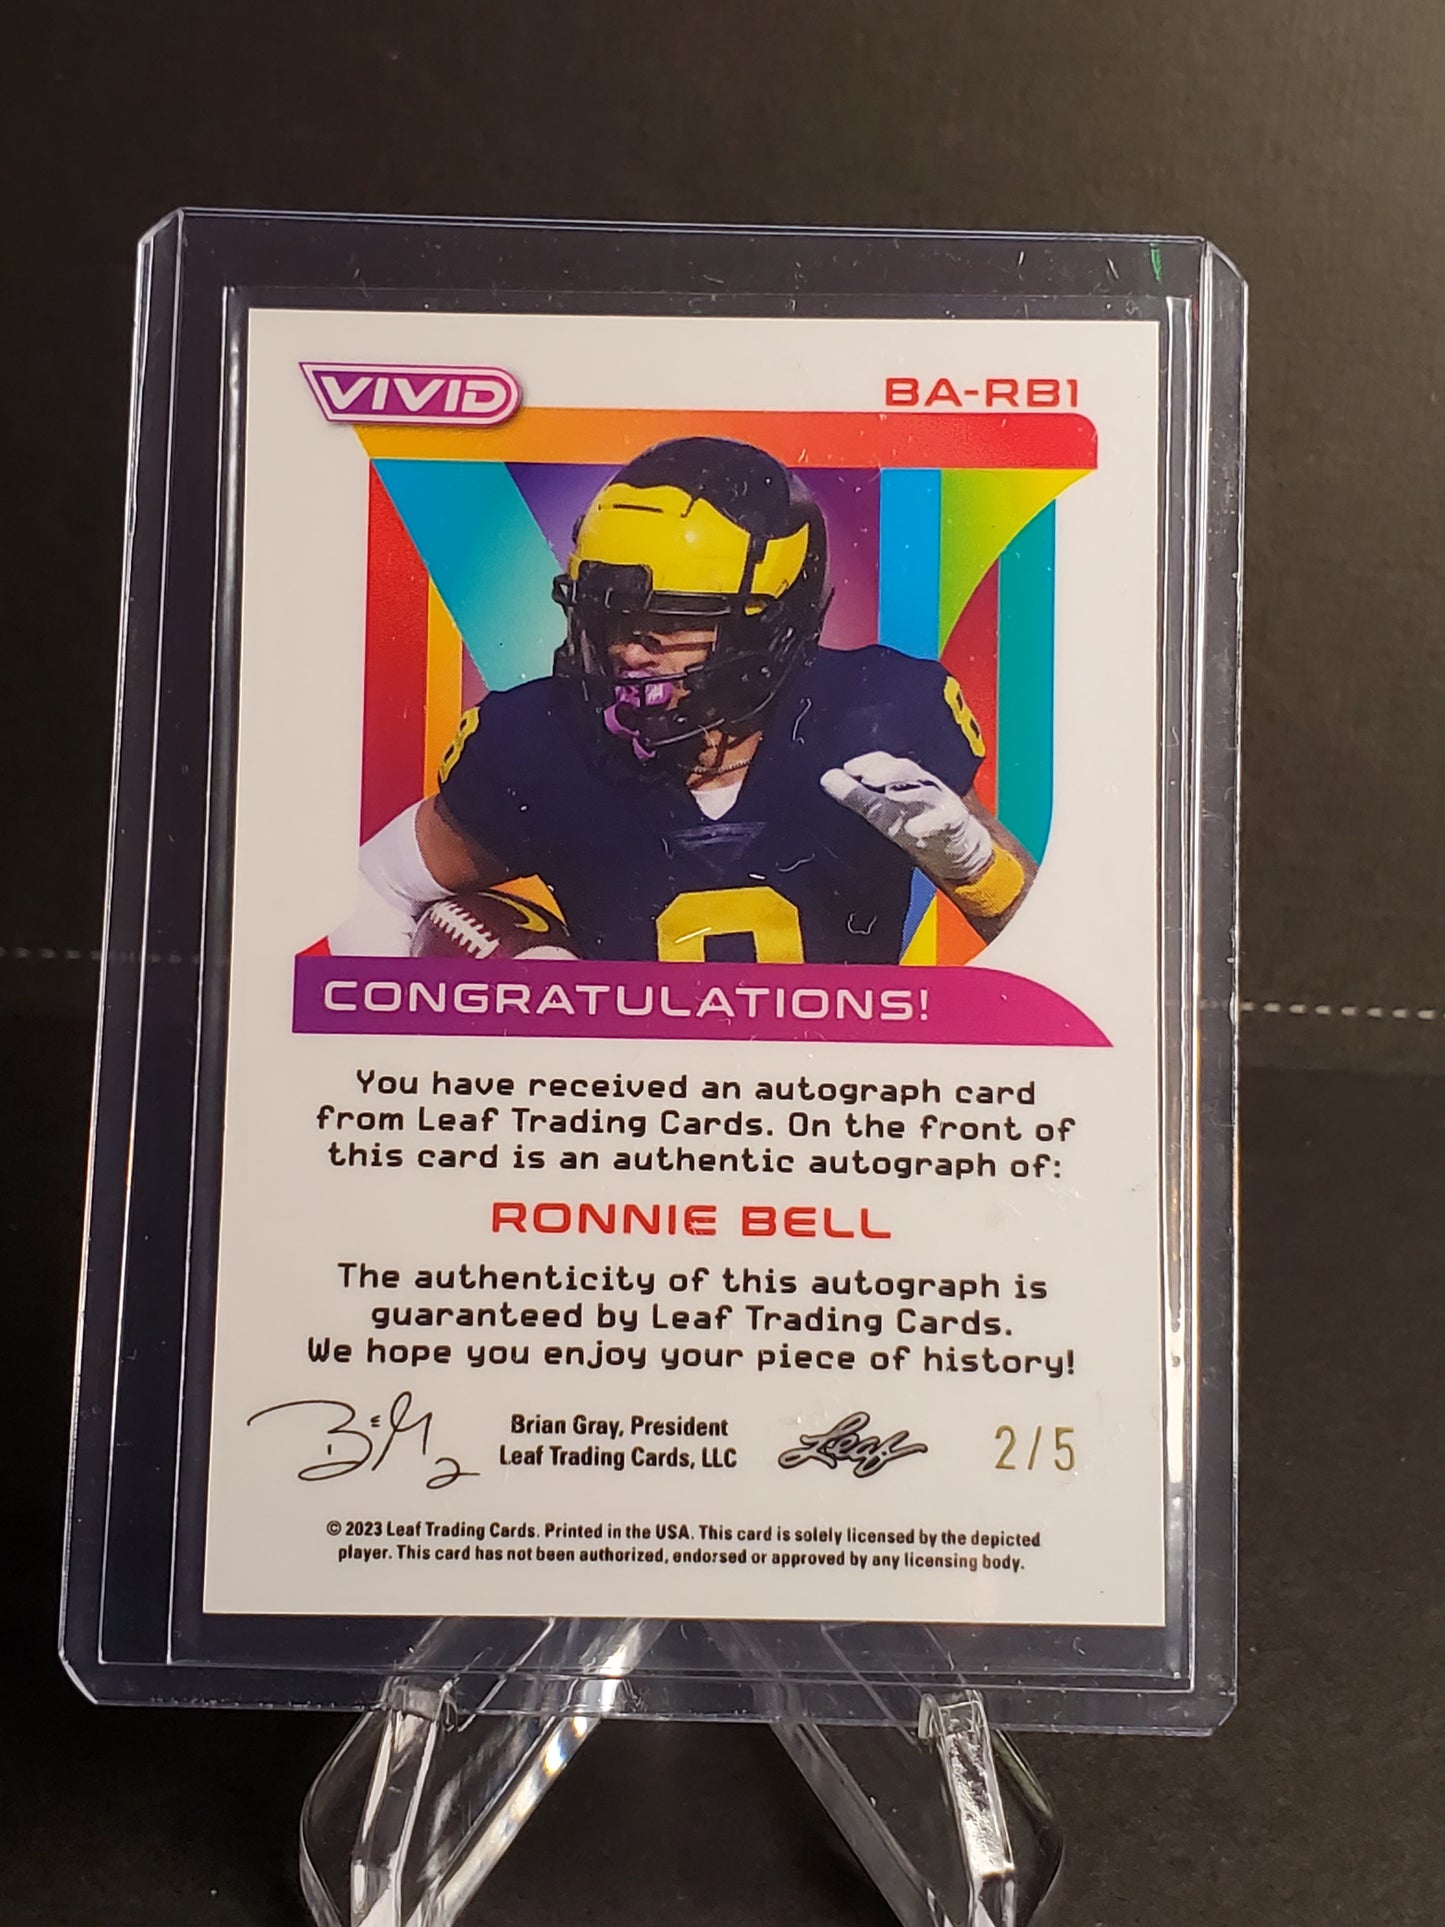 VIVID
BA-RB1
8
8
8
CONGRATULATIONS!
You have received an autograph card
from Leaf Trading Cards. On the front of
this card is an authentic autograph of:
RONNIE BELL
The authenticity of this autograph is
guaranteed by Leaf Trading Cards.
We hope you enjoy your piece of history!
Brian Gray, President
Leaf Trading Cards, LLC
Leaf
2/5
© 2023 Leaf Trading Cards. Printed in the USA. This card is solely licensed by the depicted
player. This card has not been authorized, endorsed or approved by any licensing body.